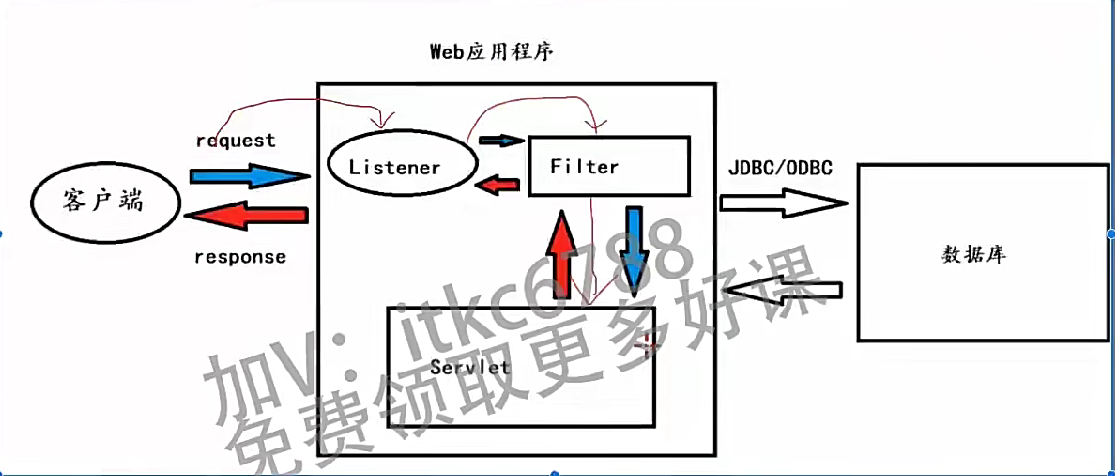 Web应用程序
request
Listener
Filter
JDBC/ODBC
客户端
response
数据库
Servlet
加V：itkc6788
免费领取更多好课